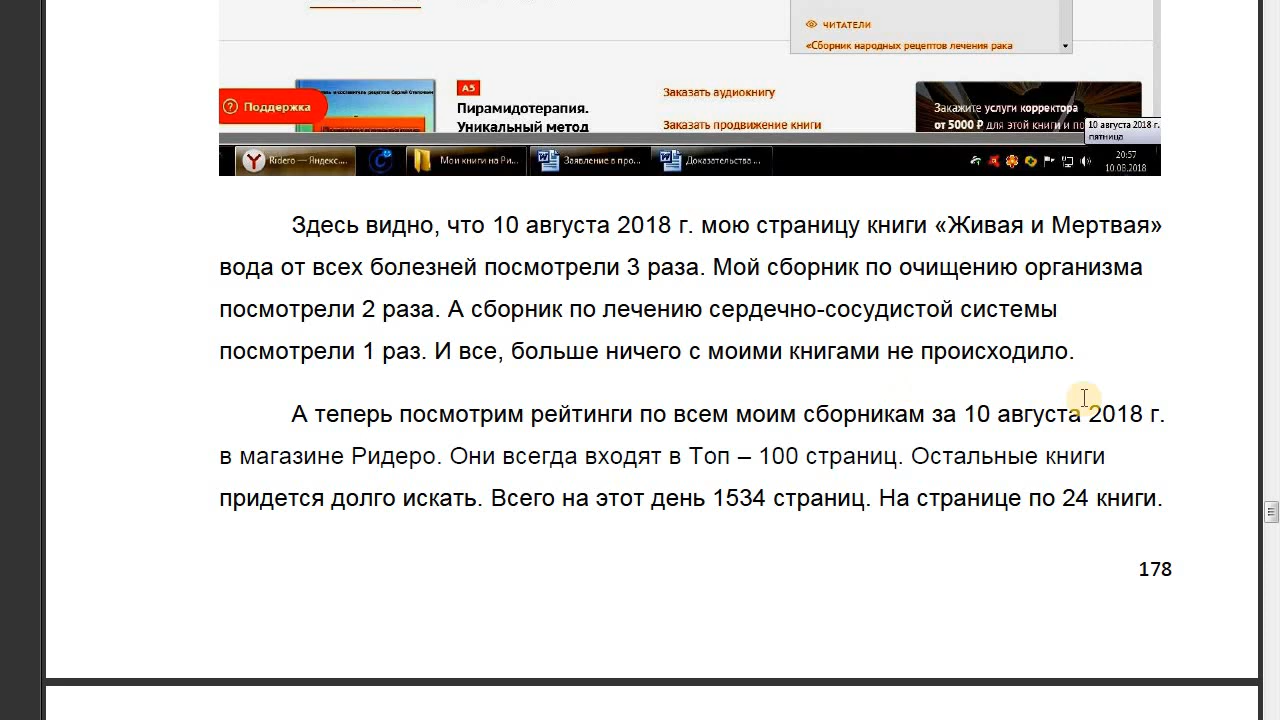 ЧИТАТЕЛИ
«Сборник народных рецептов лечения рака
Поддержка
А5
Пирамидотерапия.
Уникальный метод
Заказать аудиокнигу
Заказать продвижение книги
Закажите услуги корректора
от 5000 ₽ для этой книги и по
10 августа 2018 г.
пятница
Ridero — Яндекс....
Мои книги на Ри...
Заявление в про...
Доказательства ...
20:57
10.08.2018
Здесь видно, что 10 августа 2018 г. мою страницу книги «Живая и Мертвая»
вода от всех болезней посмотрели 3 раза. Мой сборник по очищению организма
посмотрели 2 раза. А сборник по лечению сердечно-сосудистой системы
посмотрели 1 раз. И все, больше ничего с моими книгами не происходило.
А теперь посмотрим рейтинги по всем моим сборникам за 10 августа 2018 г.
в магазине Ридеро. Они всегда входят в Топ – 100 страниц. Остальные книги
придется долго искать. Всего на этот день 1534 страниц. На странице по 24 книги.
178